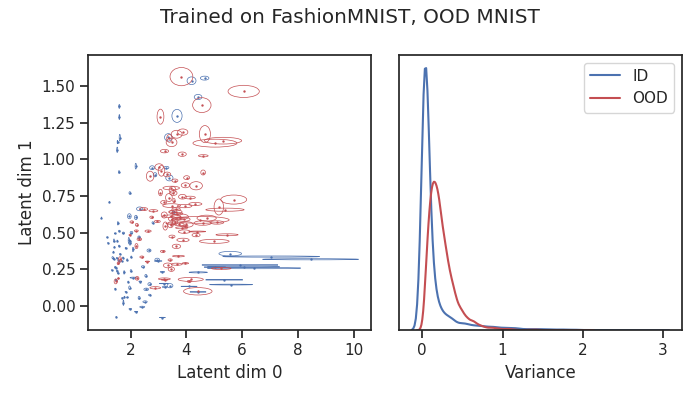 Trained on FashionMNIST, OOD MNIST
Latent dim 1
1.50
1.25
1.00
0.75
0.50
0.25
0.00
2
4
6
8
10
Latent dim 0
ID
OOD
0
1
2
3
Variance